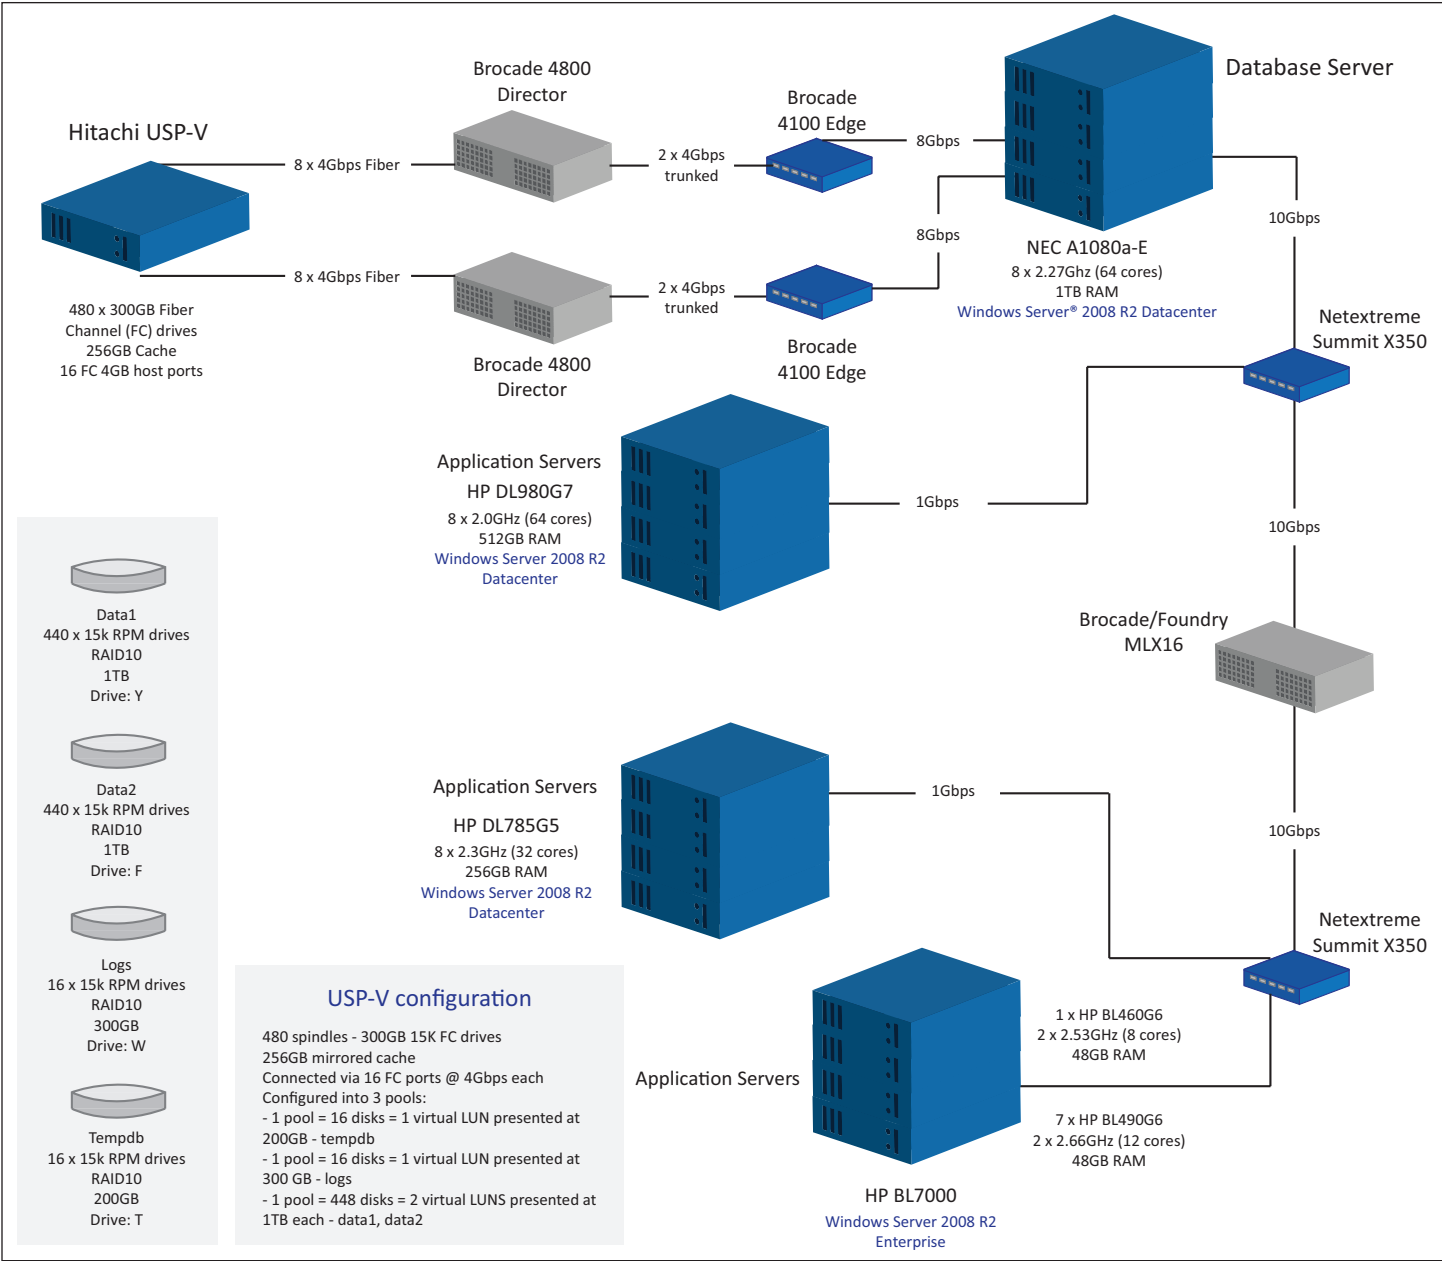 Brocade 4800
Director
Brocade
4100 Edge
Database Server
Hitachi USP-V
8 x 4Gbps Fiber
2 x 4Gbps
trunked
8Gbps
10Gbps
8Gbps
NEC A1080a-E
8 x 2.27Ghz (64 cores)
1TB RAM
Windows Server® 2008 R2 Datacenter
8 x 4Gbps Fiber
2 x 4Gbps
trunked
480 x 300GB Fiber
Channel (FC) drives
256GB Cache
16 FC 4GB host ports
Brocade 4800
Director
Brocade
4100 Edge
Netextreme
Summit X350
Application Servers
HP DL980G7
8 x 2.0GHz (64 cores)
512GB RAM
Windows Server 2008 R2
Datacenter
1Gbps
10Gbps
Data1
440 x 15k RPM drives
RAID10
1TB
Drive: Y
Brocade/Foundry
MLX16
Data2
440 x 15k RPM drives
RAID10
1TB
Drive: F
Application Servers
HP DL785G5
8 x 2.3GHz (32 cores)
256GB RAM
Windows Server 2008 R2
Datacenter
1Gbps
10Gbps
Netextreme
Summit X350
Logs
16 x 15k RPM drives
RAID10
300GB
Drive: W
Tempdb
16 x 15k RPM drives
RAID10
200GB
Drive: T
USP-V configuration
480 spindles - 300GB 15K FC drives
256GB mirrored cache
Connected via 16 FC ports @ 4Gbps each
Configured into 3 pools:
- 1 pool = 16 disks = 1 virtual LUN presented at
200GB - tempdb
- 1 pool = 16 disks = 1 virtual LUN presented at
300 GB - logs
- 1 pool = 448 disks = 2 virtual LUNS presented at
1TB each - data1, data2
Application Servers
1 x HP BL460G6
2 x 2.53GHz (8 cores)
48GB RAM
7 x HP BL490G6
2 x 2.66GHz (12 cores)
48GB RAM
HP BL7000
Windows Server 2008 R2
Enterprise